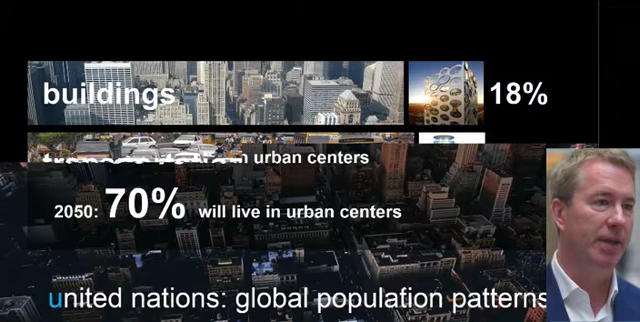 buildings 18%
urban centers
2050: 70% will live in urban centers
united nations: global population patterns